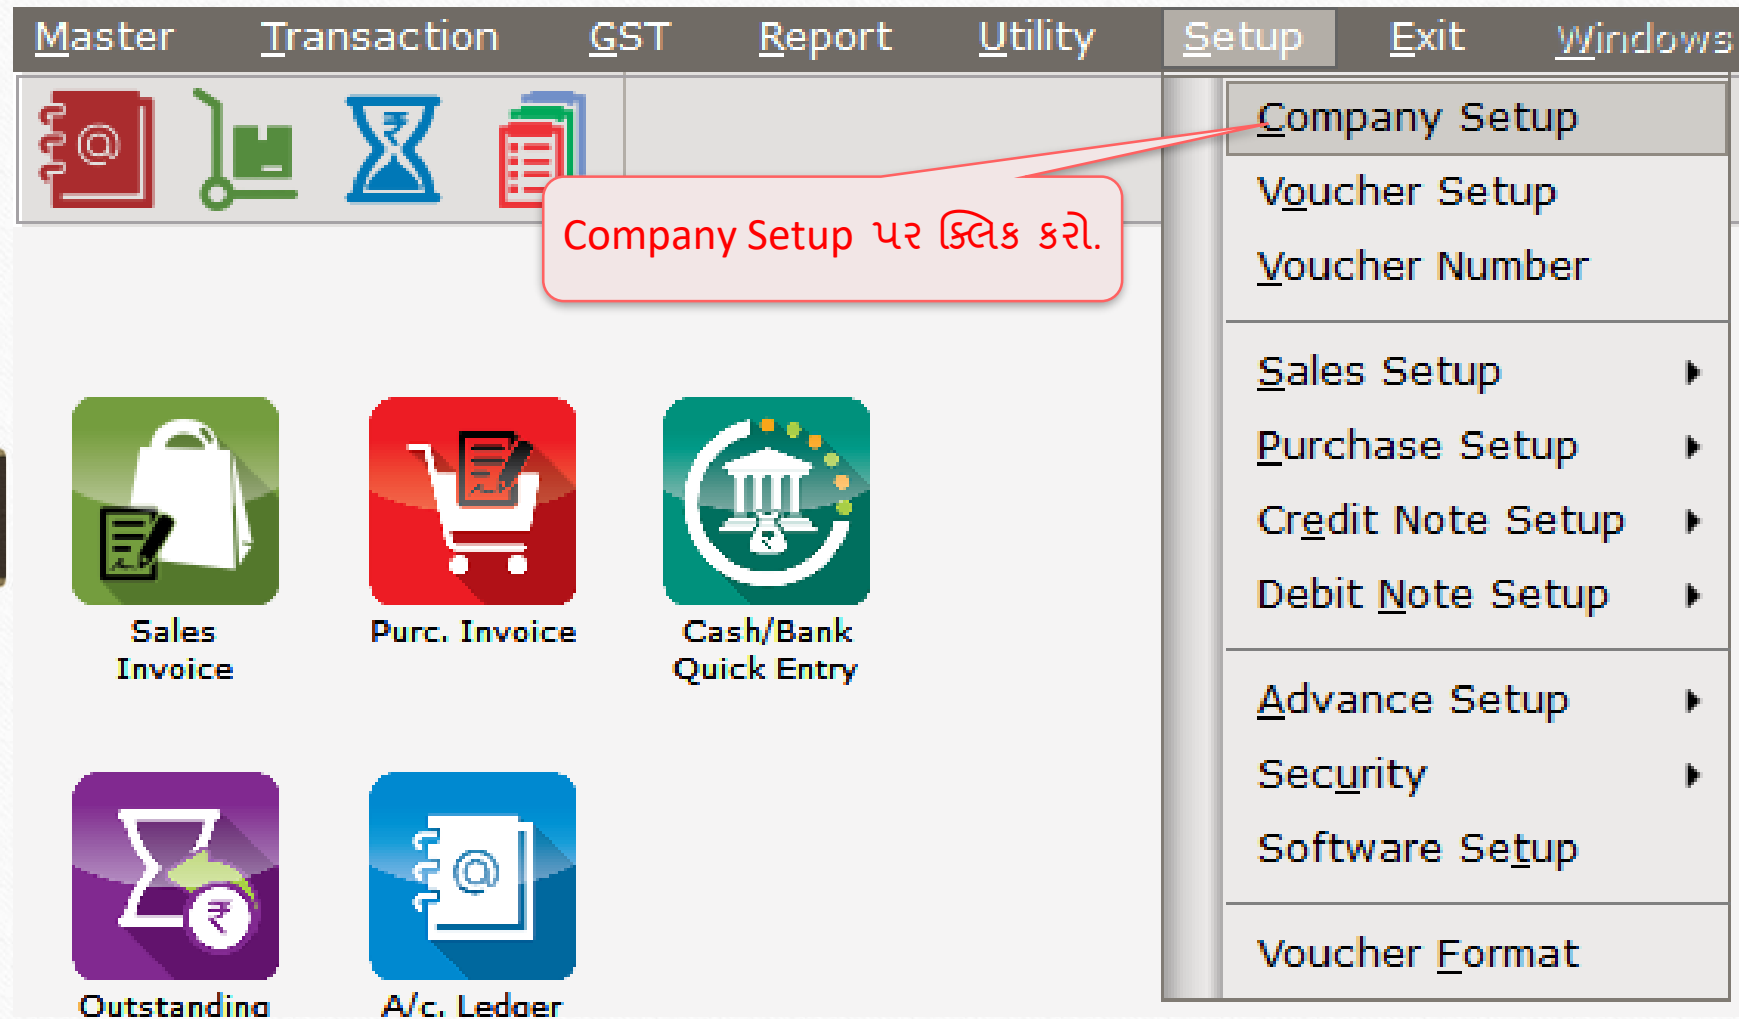 Master Transaction GST Report Utility Setup Exit Windows
Company Setup
Voucher Setup
Voucher Number
Sales Setup
Purchase Setup
Credit Note Setup
Debit Note Setup
Advance Setup
Security
Software Setup
Voucher Format
Company Setup પર ક્લિક કરો.
Sales
Invoice
Purc. Invoice
Cash/Bank
Quick Entry
Outstanding
A/c. Ledger